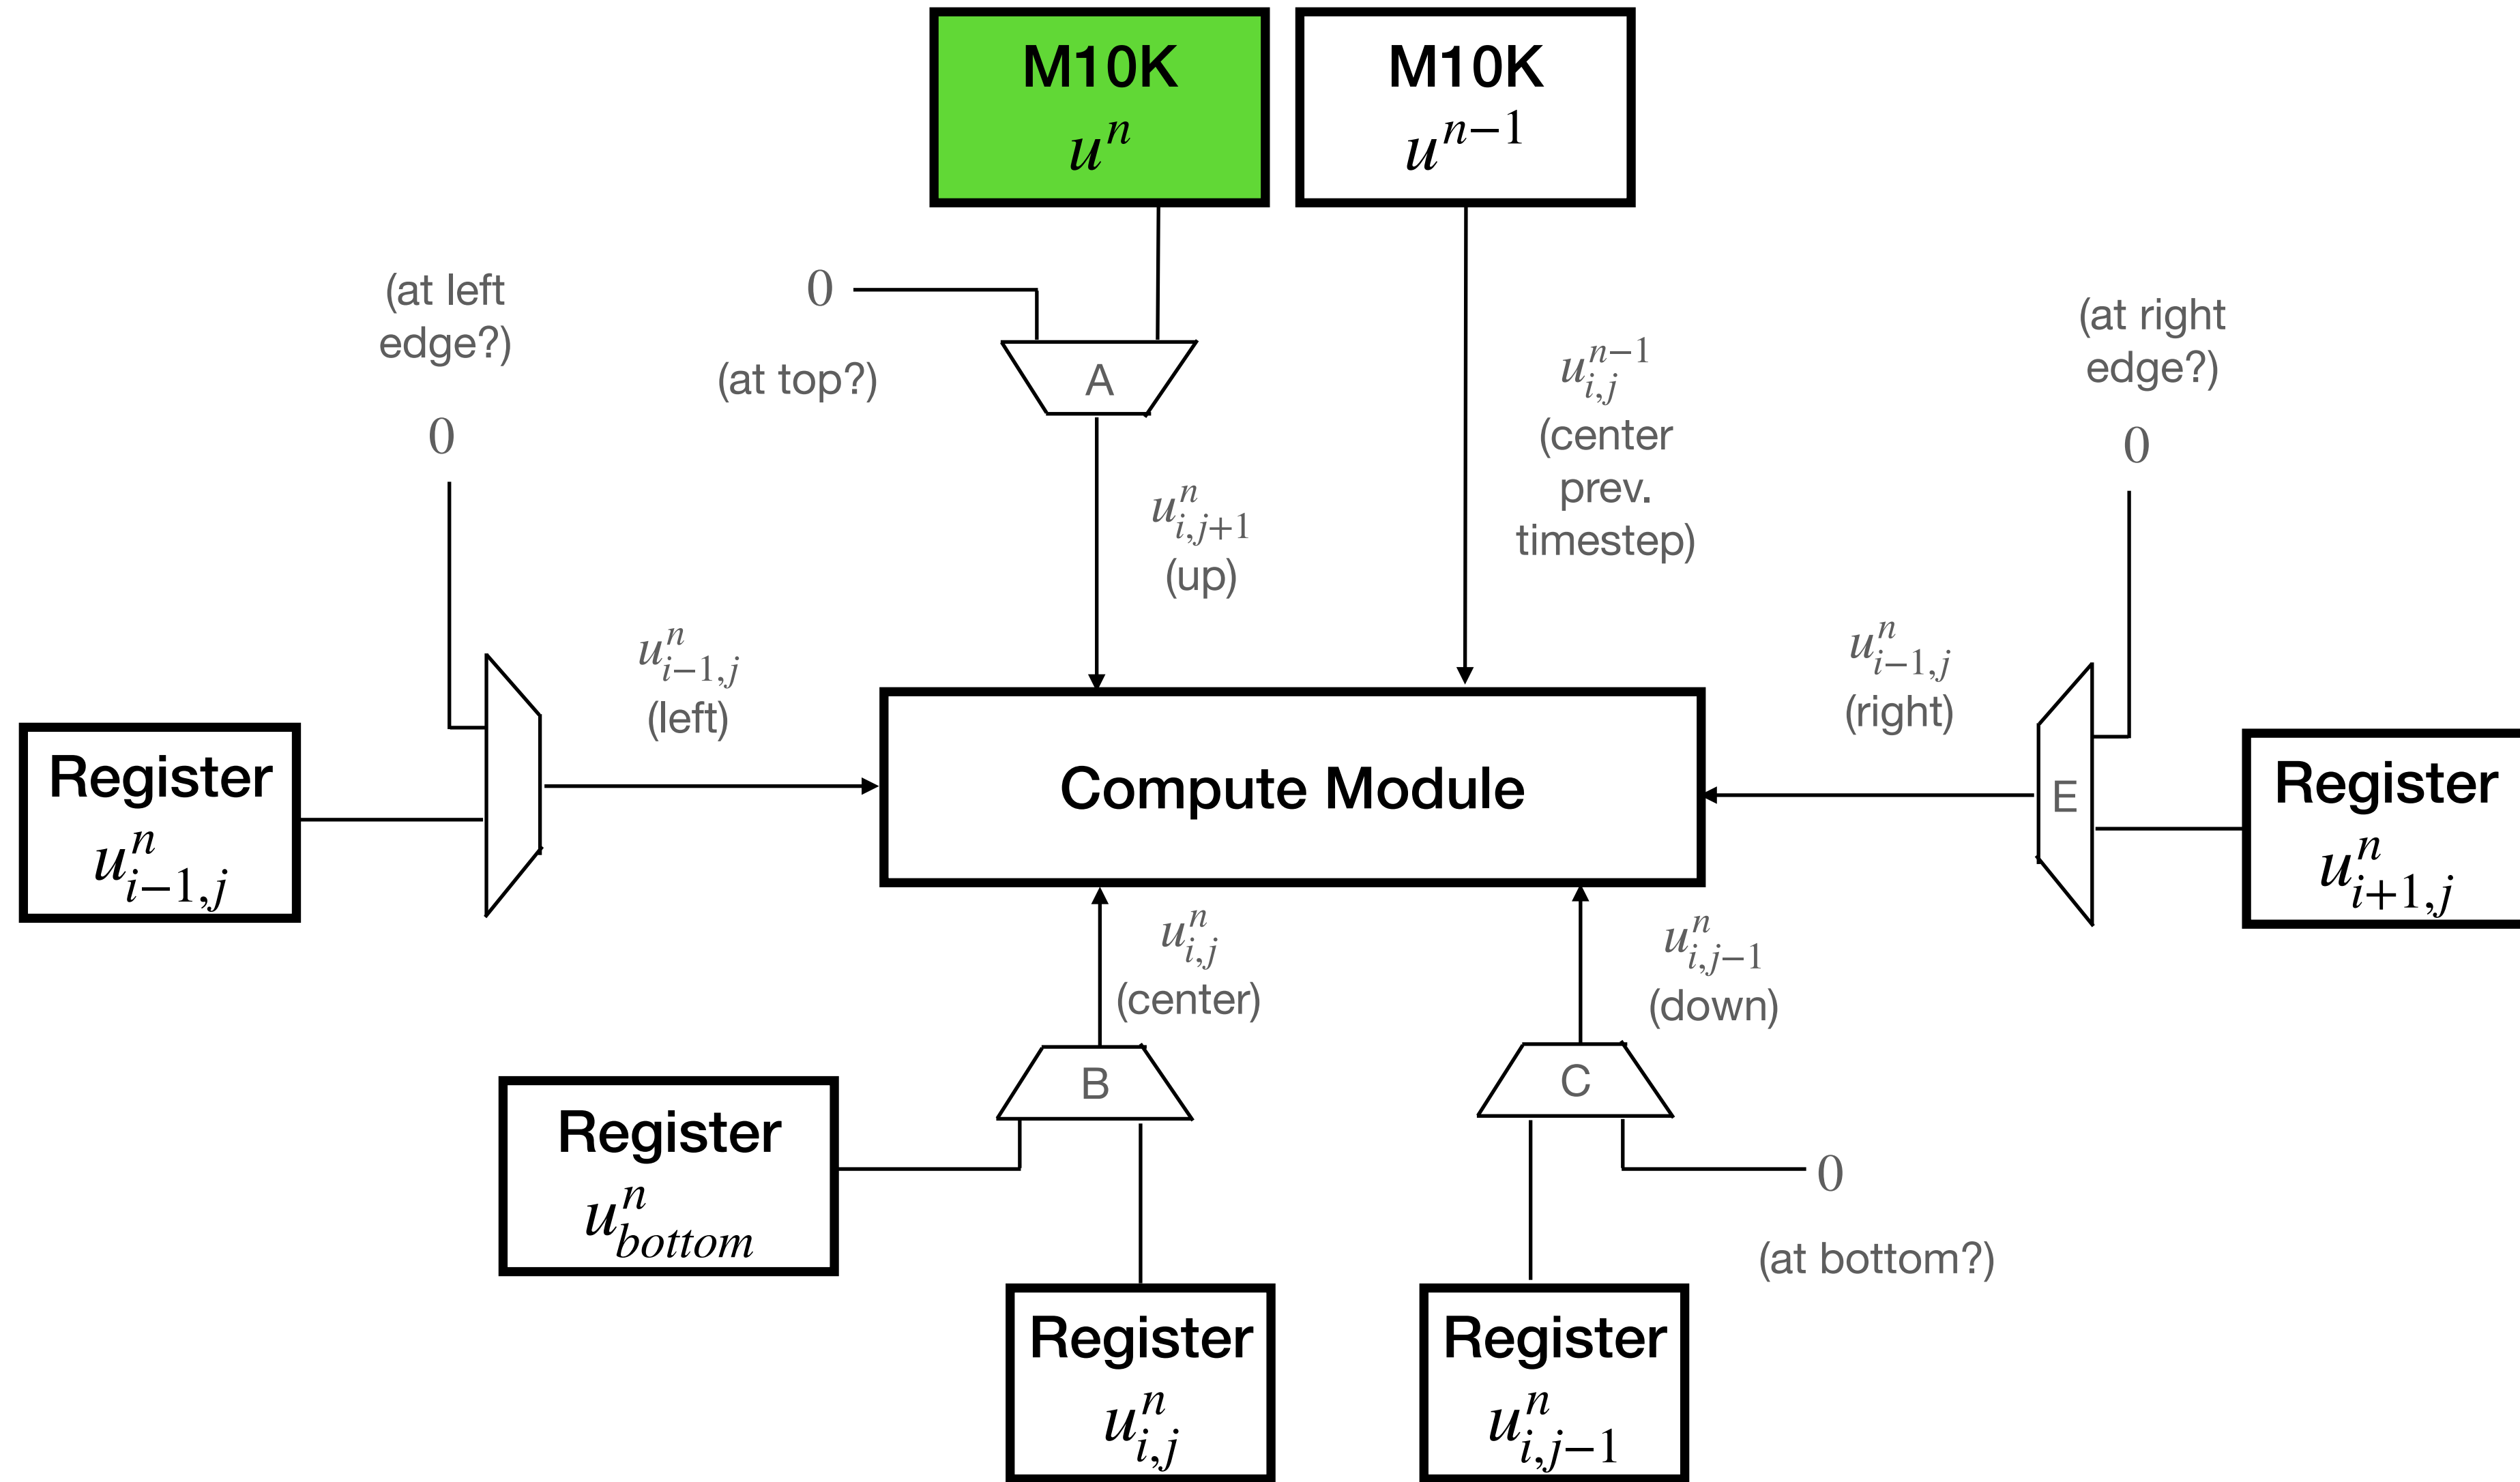 M10K
u^n
M10K
u^{n−1}
(at left
edge?)
0
0
(at top?)
A
u^n_{i,j+1}
(up)
u^{n−1}_{i,j}
(center
prev.
timestep)
(at right
edge?)
0
u^n_{i−1,j}
(left)
u^n_{i−1,j}
(right)
Register
u^n_{i−1,j}
Compute Module
E
Register
u^n_{i+1,j}
u^n_{i,j}
(center)
u^n_{i,j−1}
(down)
B
C
Register
u^n_{bottom}
0
(at bottom?)
Register
u^n_{i,j}
Register
u^n_{i,j−1}